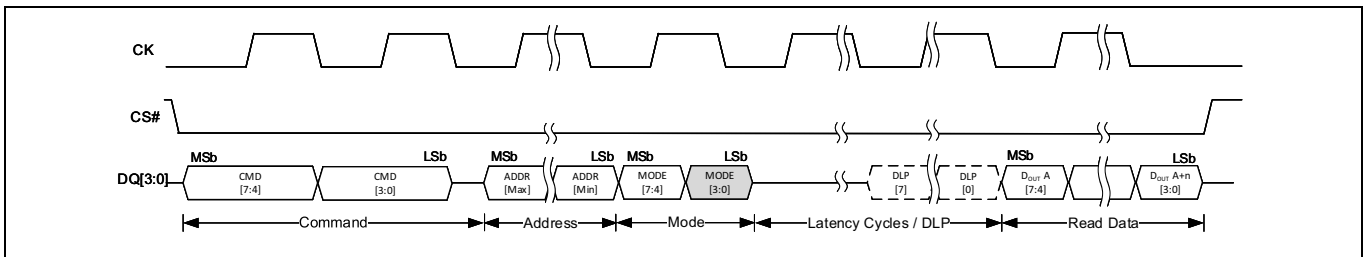 CK
CS#
MSb LSb MSb LSb MSb LSb MSb LSb
DQ[3:0] CMD [7:4] CMD [3:0] ADDR [Max] ADDR [Min] MODE [7:4] MODE [3:0] DLP [7] DLP [0] DOUT A [7:4] DOUT A+n [3:0]
Command Address Mode Latency Cycles / DLP Read Data